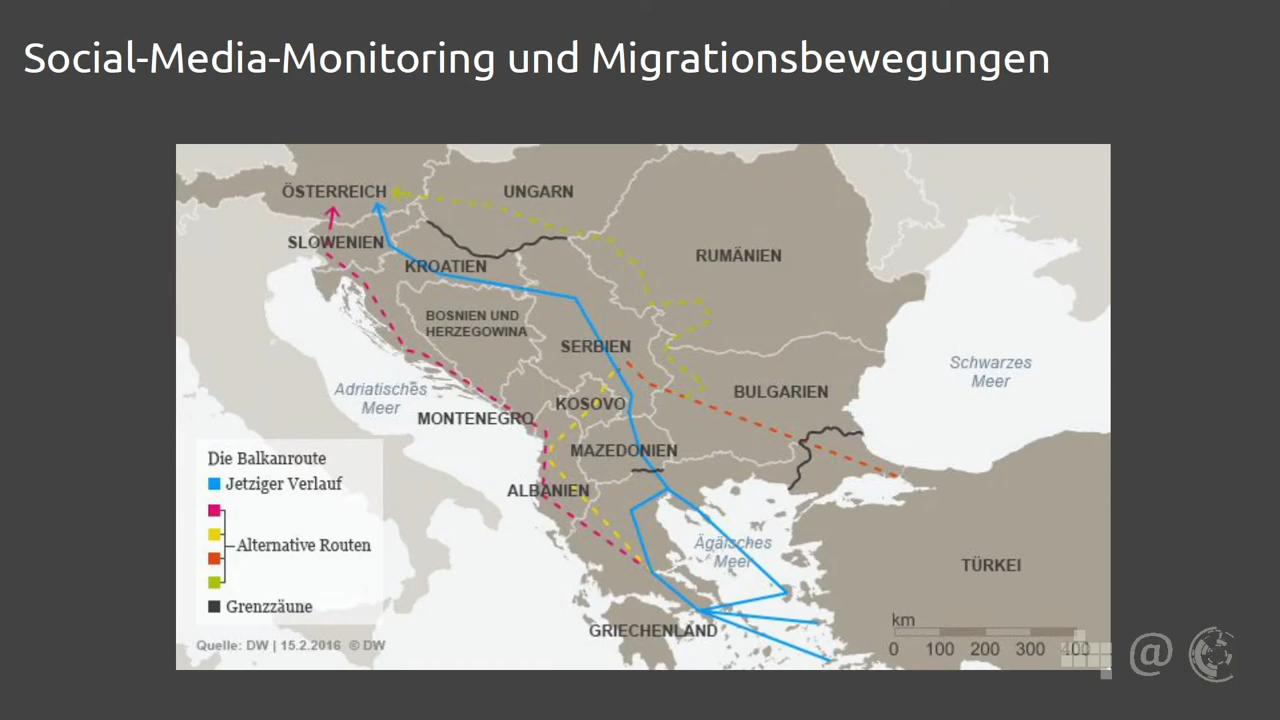 Social-Media-Monitoring und Migrationsbewegungen
ÖSTERREICH
UNGARN
SLOWENIEN
KROATIEN
RUMÄNIEN
BOSNIEN UND
HERZEGOWINA
SERBIEN
Schwarzes
Meer
Adriatisches
Meer
BULGARIEN
KOSOVO
MONTENEGRO
MAZEDONIEN
Die Balkanroute
Jetziger Verlauf
ALBANIEN
Alternative Routen
Ägäisches
Meer
TÜRKEI
Grenzzäune
GRIECHENLAND
km
0 100 200 300 400
Quelle: DW | 15.2.2016 © DW
@